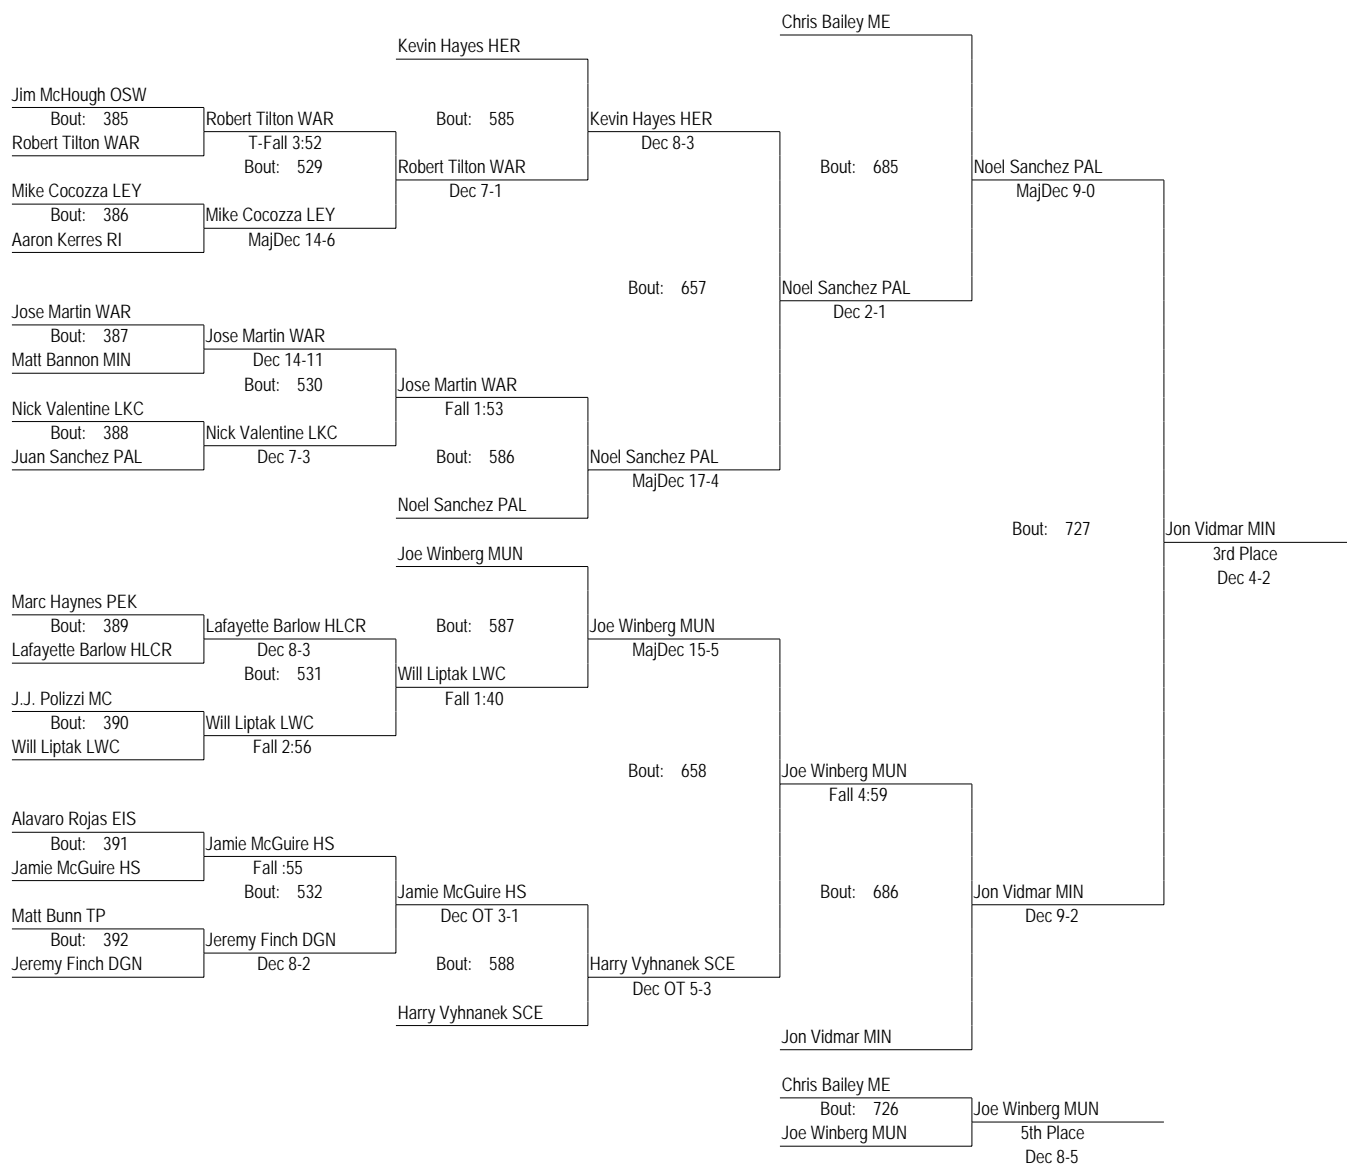 Chris Bailey ME
Kevin Hayes HER
Jim McHough OSW
Bout: 385
Robert Tilton WAR
Bout: 585
Kevin Hayes HER
Robert Tilton WAR
T-Fall 3:52
Dec 8-3
Bout: 529
Robert Tilton WAR
Bout: 685
Noel Sanchez PAL
Mike Cocozza LEY
Dec 7-1
MajDec 9-0
Bout: 386
Mike Cocozza LEY
Aaron Kerres RI
MajDec 14-6
Bout: 657
Noel Sanchez PAL
Jose Martin WAR
Dec 2-1
Bout: 387
Jose Martin WAR
Matt Bannon MIN
Dec 14-11
Bout: 530
Jose Martin WAR
Nick Valentine LKC
Fall 1:53
Bout: 388
Nick Valentine LKC
Juan Sanchez PAL
Dec 7-3
Bout: 586
Noel Sanchez PAL
MajDec 17-4
Noel Sanchez PAL
Bout: 727
Jon Vidmar MIN
Joe Winberg MUN
3rd Place
Dec 4-2
Marc Haynes PEK
Bout: 389
Lafayette Barlow HLCR
Bout: 587
Joe Winberg MUN
Lafayette Barlow HLCR
Dec 8-3
MajDec 15-5
Bout: 531
Will Liptak LWC
J.J. Polizzi MC
Fall 1:40
Bout: 390
Will Liptak LWC
Will Liptak LWC
Fall 2:56
Bout: 658
Joe Winberg MUN
Fall 4:59
Alavaro Rojas EIS
Bout: 391
Jamie McGuire HS
Jamie McGuire HS
Fall :55
Bout: 532
Jamie McGuire HS
Bout: 686
Jon Vidmar MIN
Matt Bunn TP
Dec OT 3-1
Dec 9-2
Bout: 392
Jeremy Finch DGN
Jeremy Finch DGN
Dec 8-2
Bout: 588
Harry Vyhnanek SCE
Dec OT 5-3
Harry Vyhnanek SCE
Jon Vidmar MIN
Chris Bailey ME
Bout: 726
Joe Winberg MUN
Joe Winberg MUN
5th Place
Dec 8-5